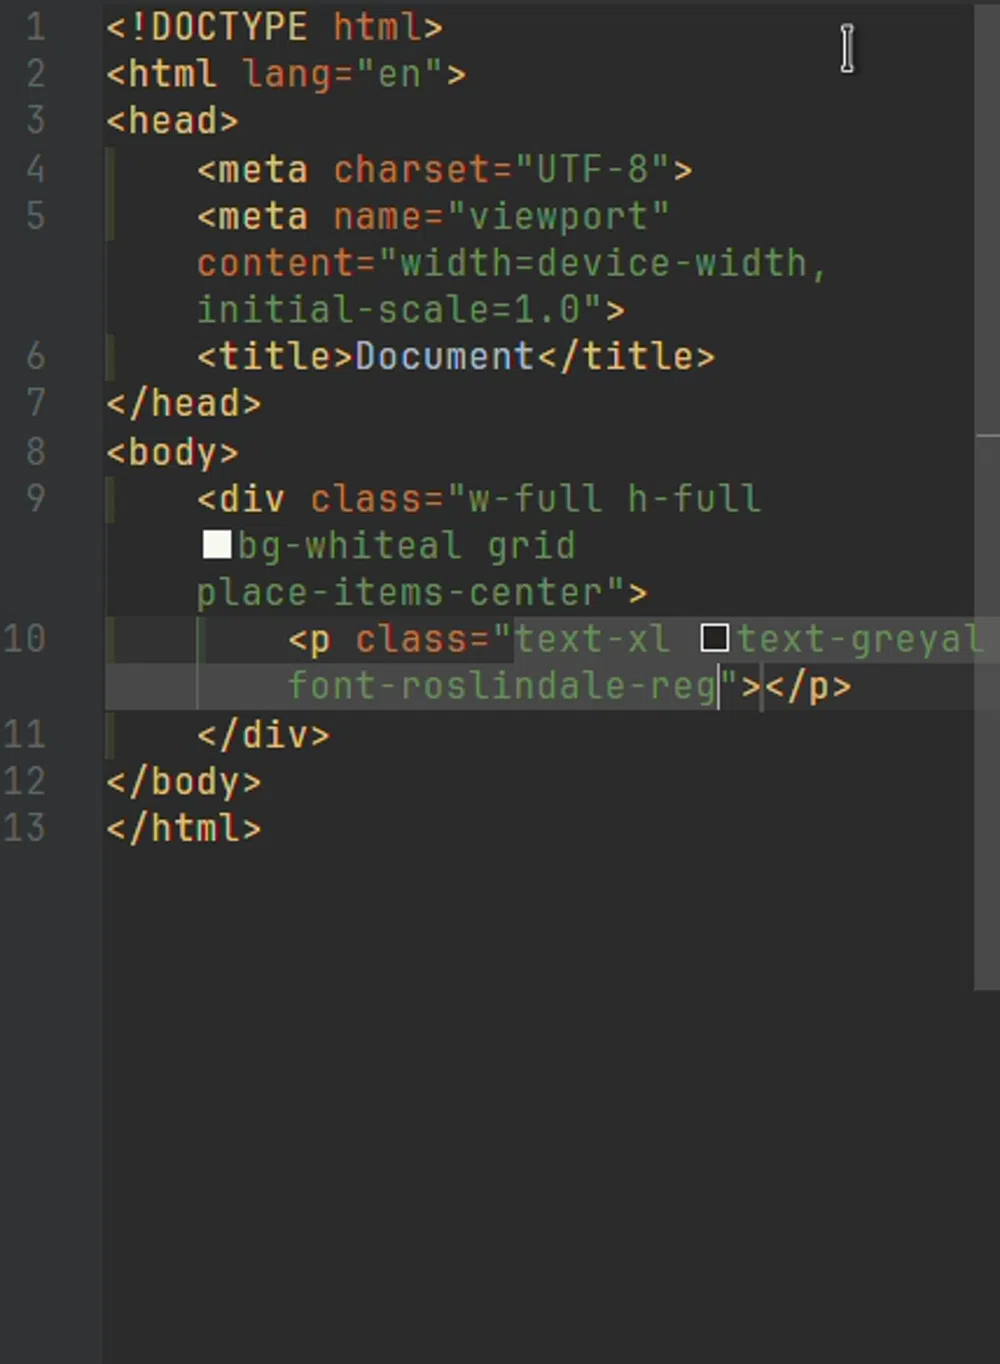 1 <!DOCTYPE html>
2 <html lang="en">
3 <head>
4 <meta charset="UTF-8">
5 <meta name="viewport"
content="width=device-width,
initial-scale=1.0">
6 <title>Document</title>
7 </head>
8 <body>
9 <div class="w-full h-full
bg-whiteal grid
place-items-center">
10 <p class="text-xl text-greyal
font-roslindale-reg"></p>
11 </div>
12 </body>
13 </html>